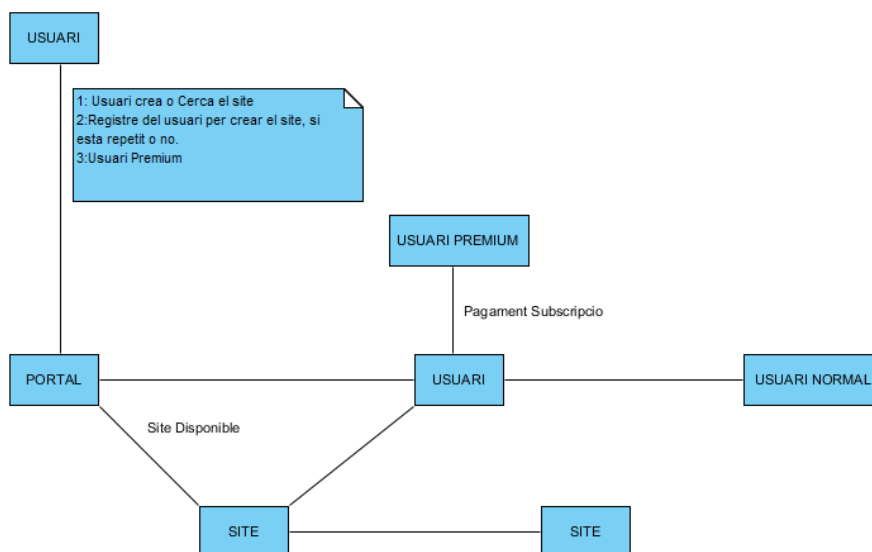 USUARI
1: Usuari crea o Cerca el site
2:Registre del usuari per crear el site, si
esta repetit o no.
3:Usuari Premium
USUARI PREMIUM
Pagament Subscripcio
PORTAL
USUARI
USUARI NORMAL
Site Disponible
SITE
SITE